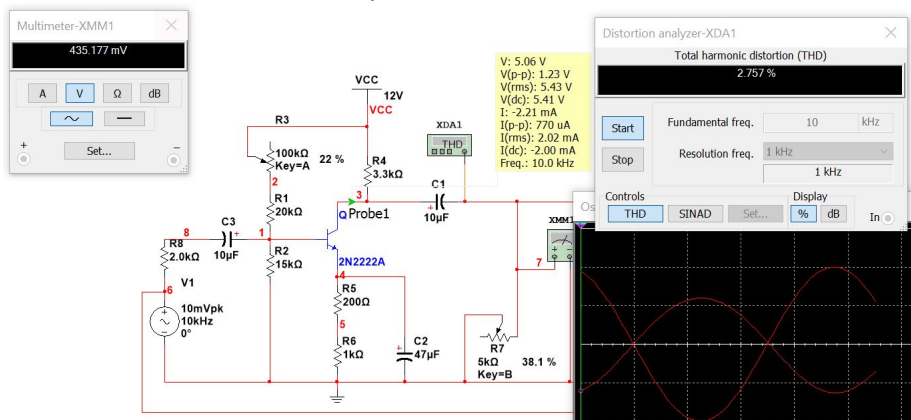 Multimeter-XMM1
435.177 mV
A V Ω dB
Set...
+ −
VCC
12V
VCC
V: 5.06 V
V(p-p): 1.23 V
V(rms): 5.43 V
V(dc): 5.41 V
I: -2.21 mA
I(p-p): 770 uA
I(rms): 2.02 mA
I(dc): -2.00 mA
Freq.: 10.0 kHz
Distortion analyzer-XDA1
Total harmonic distortion (THD)
2.757 %
Start
Stop
Fundamental freq. 10 kHz
Resolution freq. 1 kHz
1 kHz
Controls
THD SINAD Set...
Display
% dB
In
XDA1
THD
R3
100kΩ
Key=A
22 %
2
R1
20kΩ
R4
3.3kΩ
3
Probe1
Q
C1
+
10µF
XMM1
+ −
7
8
C3
+
10µF
1
R8
2.0kΩ
R2
15kΩ
2N2222A
4
6
V1
10mVpk
10kHz
0°
R5
200Ω
5
R6
1kΩ
+
C2
47µF
R7
5kΩ
Key=B
38.1 %